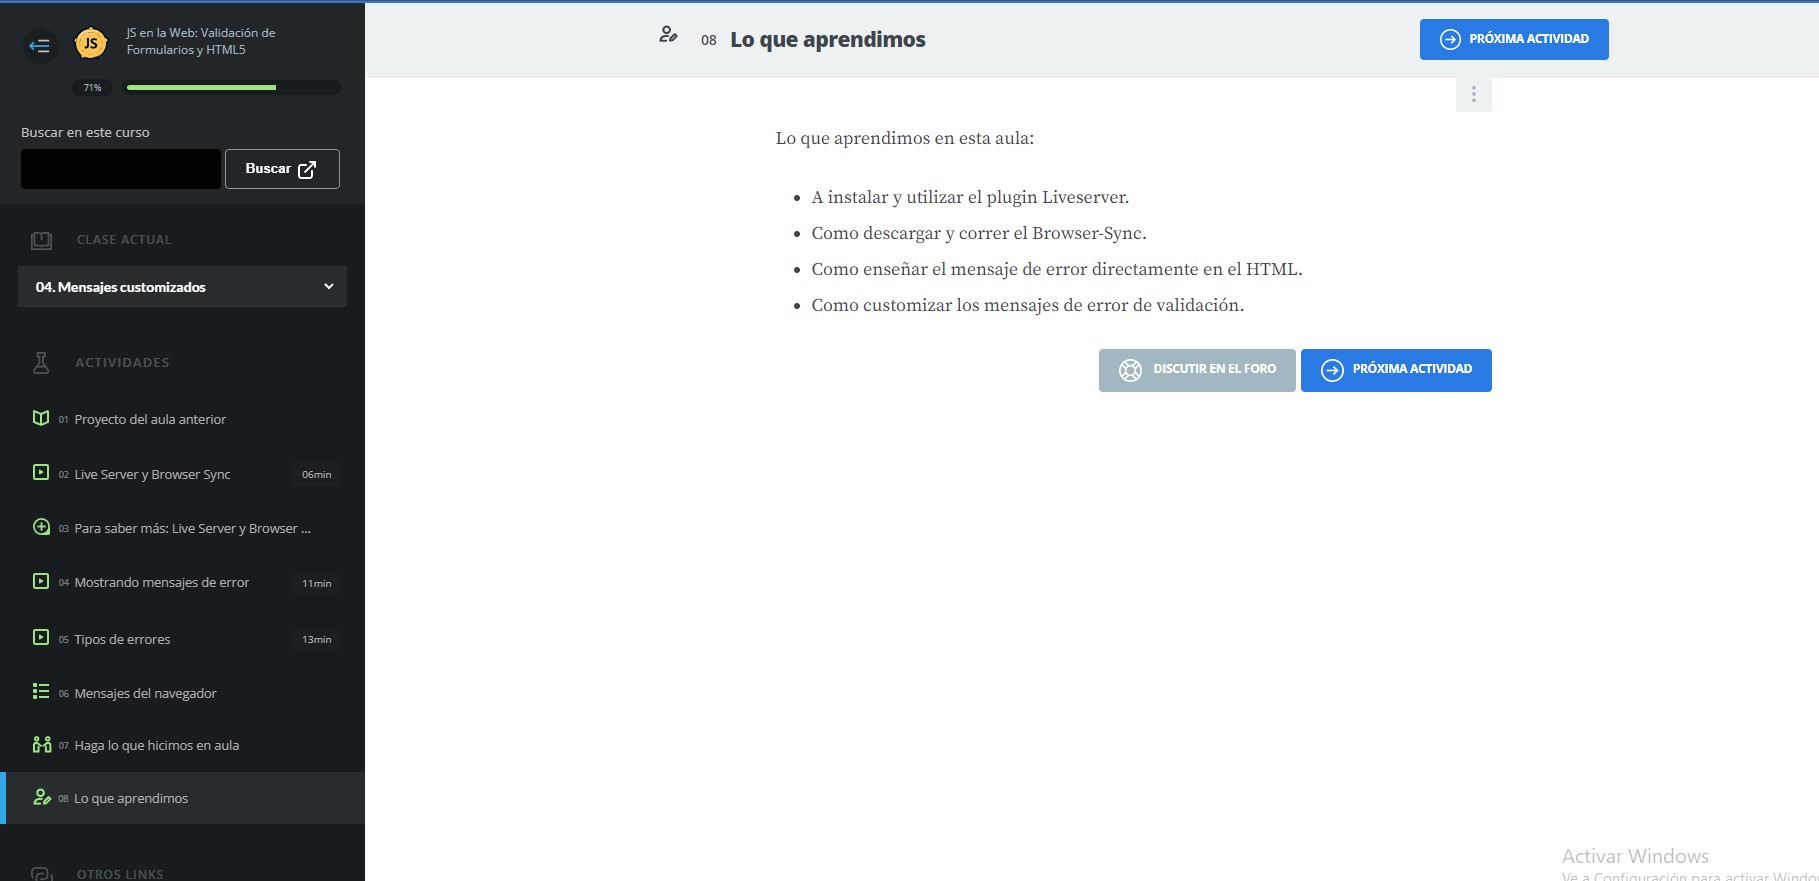 JS en la Web: Validación de
Formularios y HTML5
71%
Buscar en este curso
Buscar
CLASE ACTUAL
04. Mensajes customizados
ACTIVIDADES
01 Proyecto del aula anterior
02 Live Server y Browser Sync 06min
03 Para saber más: Live Server y Browser ...
04 Mostrando mensajes de error 11min
05 Tipos de errores 13min
06 Mensajes del navegador
07 Haga lo que hicimos en aula
08 Lo que aprendimos
OTROS LINKS
08 Lo que aprendimos
PRÓXIMA ACTIVIDAD
Lo que aprendimos en esta aula:
• A instalar y utilizar el plugin Liveserver.
• Como descargar y correr el Browser-Sync.
• Como enseñar el mensaje de error directamente en el HTML.
• Como customizar los mensajes de error de validación.
DISCUTIR EN EL FORO
PRÓXIMA ACTIVIDAD
Activar Windows
Ve a Configuración para activar Windo